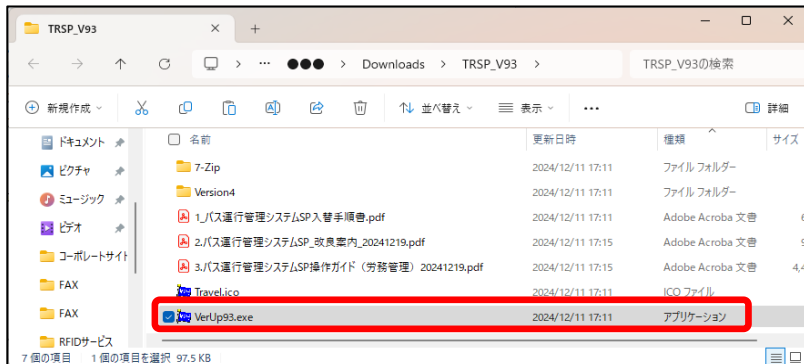 TRSP_V93
… ●●● Downloads TRSP_V93 TRSP_V93の検索
新規作成 並べ替え 表示 … 詳細
名前 更新日時 種類 サイズ
ドキュメント
ピクチャ
ミュージック
ビデオ
コーポレートサイト
FAX
FAX
RFIDサービス
7-Zip 2024/12/11 17:11 ファイル フォルダー
Version4 2024/12/11 17:11 ファイル フォルダー
1_バス運行管理システムSP入替手順書.pdf 2024/12/11 17:11 Adobe Acroba 文書 6
2.バス運行管理システムSP_改良案内_20241219.pdf 2024/12/11 17:15 Adobe Acroba 文書 9
3.バス運行管理システムSP操作ガイド（労務管理）20241219.pdf 2024/12/11 17:15 Adobe Acroba 文書 4,4
Travel.ico 2024/12/11 17:11 ICO ファイル
VerUp93.exe 2024/12/11 17:11 アプリケーション
7 個の項目 1 個の項目を選択 97.5 KB